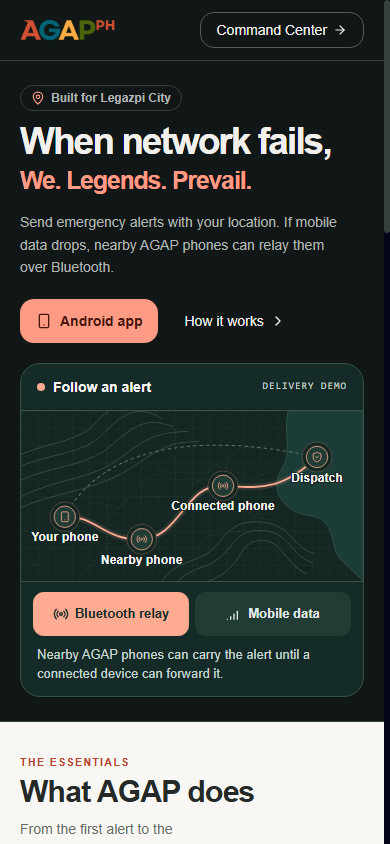 AGAPPH
Command Center
Built for Legazpi City
When network fails,
We. Legends. Prevail.
Send emergency alerts with your location. If mobile
data drops, nearby AGAP phones can relay them
over Bluetooth.
Android app
How it works
Follow an alert
DELIVERY DEMO
Dispatch
Connected phone
Your phone
Nearby phone
Bluetooth relay
Mobile data
Nearby AGAP phones can carry the alert until a
connected device can forward it.
THE ESSENTIALS
What AGAP does
From the first alert to the